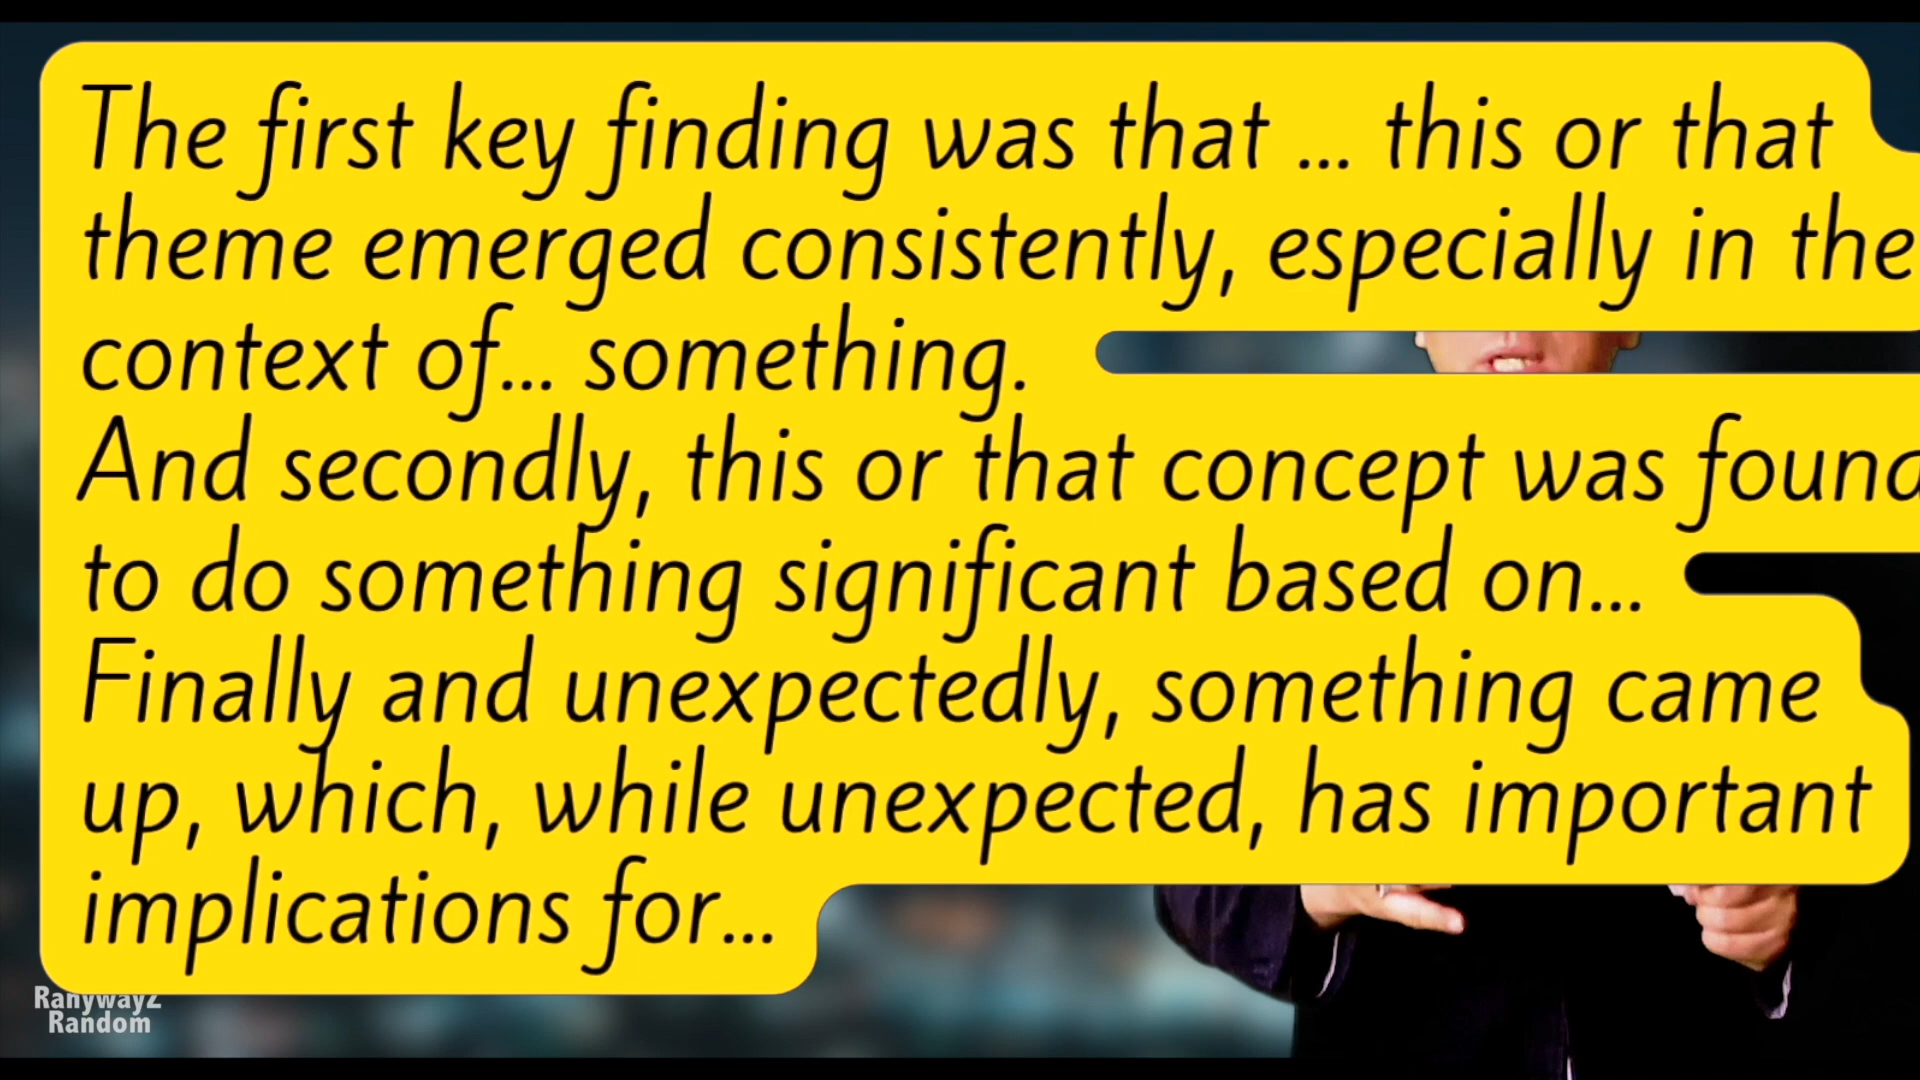 The first key finding was that ... this or that
theme emerged consistently, especially in the
context of... something.
And secondly, this or that concept was found
to do something significant based on...
Finally and unexpectedly, something came
up, which, while unexpected, has important
implications for...
RanywayZ
Random